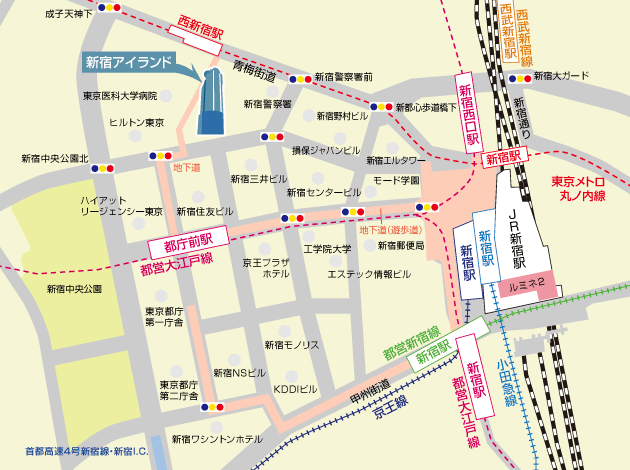 成子天神下
西新宿駅
新宿アイランド
青梅街道
新宿警察署前
西武新宿駅
西武新宿線
新宿大ガード
東京医科大学病院
新宿警察署
新宿野村ビル
新都心歩道橋下
新宿西口駅
新宿通り
ヒルトン東京
新宿中央公園北
地下道
損保ジャパンビル
新宿エルタワー
新宿駅
東京メトロ
丸ノ内線
新宿三井ビル
新宿センタービル
モード学園
ハイアット
リージェンシー東京
新宿住友ビル
地下道(遊歩道)
都庁前駅
都営大江戸線
京王プラザ
ホテル
工学院大学
新宿郵便局
エステック情報ビル
新宿駅
新宿駅
JR新宿駅
ルミネ2
新宿中央公園
東京都庁
第一庁舎
新宿モノリス
都営新宿線
新宿駅
東京都庁
第二庁舎
新宿NSビル
KDDIビル
甲州街道
京王線
新宿駅
都営大江戸線
小田急線
新宿ワシントンホテル
首都高速4号新宿線・新宿I.C.